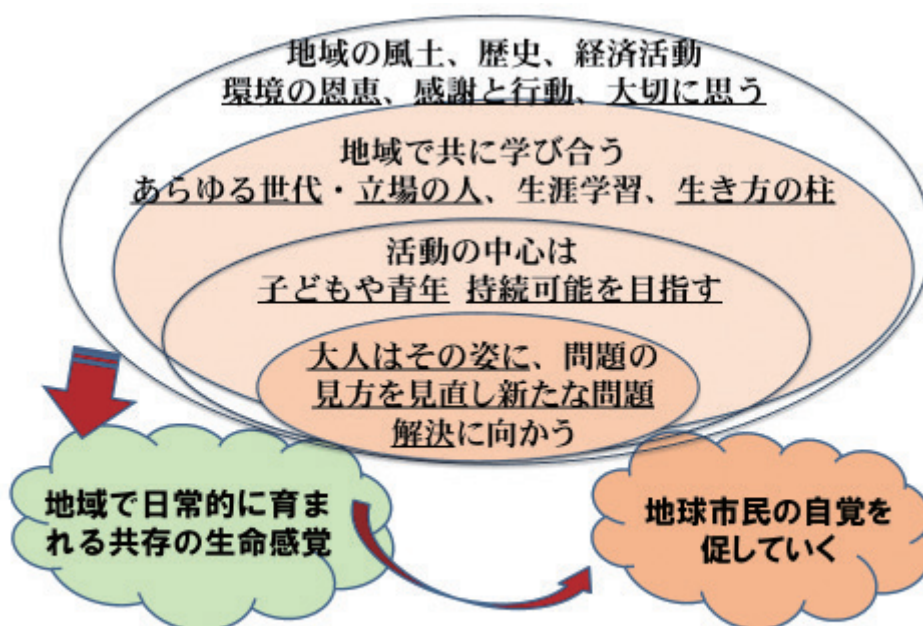 地域の風土、歴史、経済活動
環境の恩恵、感謝と行動、大切に思う
地域で共に学び合う
あらゆる世代・立場の人、生涯学習、生き方の柱
活動の中心は
子どもや青年 持続可能を目指す
大人はその姿に、問題の
見方を見直し新たな問題
解決に向かう
地域で日常的に育ま
れる共存の生命感覚
地球市民の自覚を
促していく